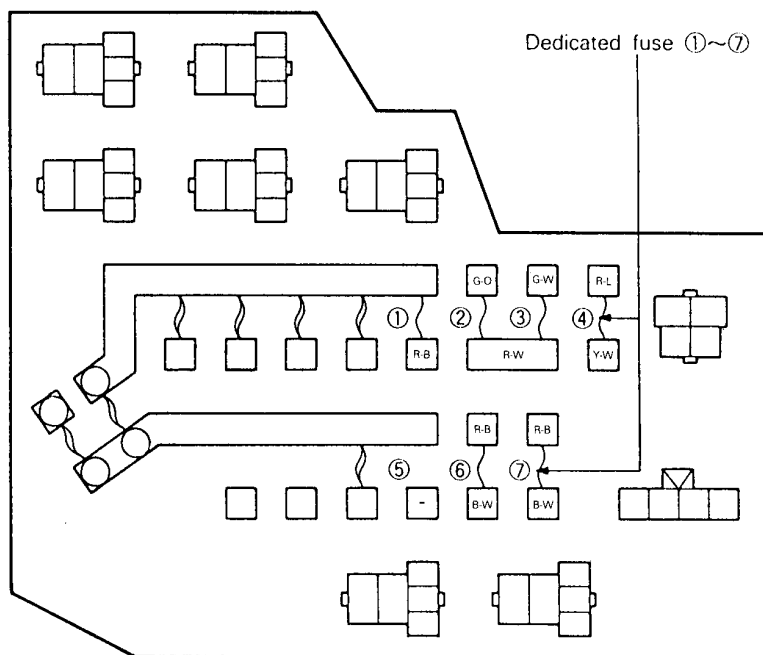 Dedicated fuse ①~⑦
G-O G-W R-L
① ② ③ ④
R-B R-W Y-W
R-B R-B
⑤ ⑥ ⑦
- B-W B-W